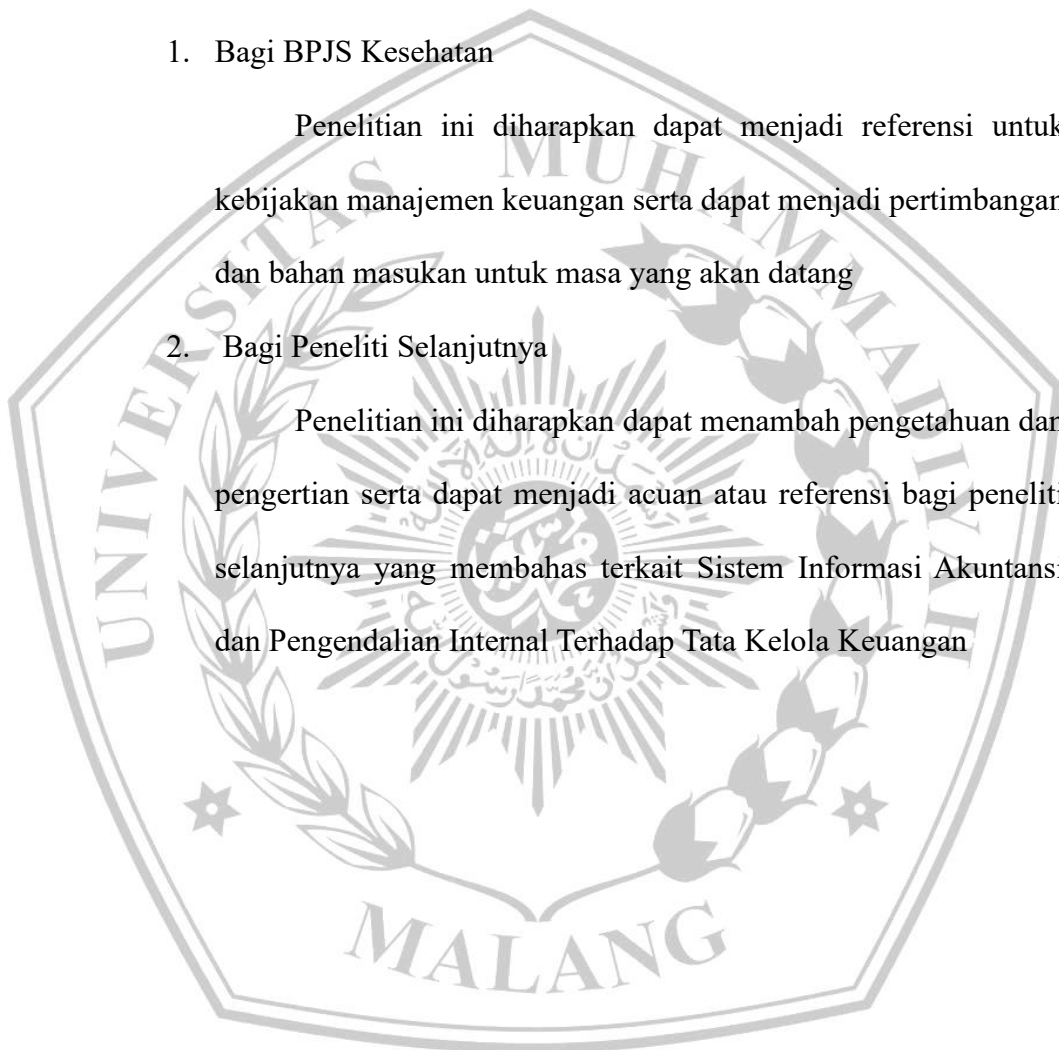 1. Bagi BPJS Kesehatan
Penelitian ini diharapkan dapat menjadi referensi untuk
kebijakan manajemen keuangan serta dapat menjadi pertimbangan
dan bahan masukan untuk masa yang akan datang
2. Bagi Peneliti Selanjutnya
Penelitian ini diharapkan dapat menambah pengetahuan dan
pengertian serta dapat menjadi acuan atau referensi bagi peneliti
selanjutnya yang membahas terkait Sistem Informasi Akuntansi
dan Pengendalian Internal Terhadap Tata Kelola Keuangan
UNIVERSITAS MUHAMMADIYAH
MALANG